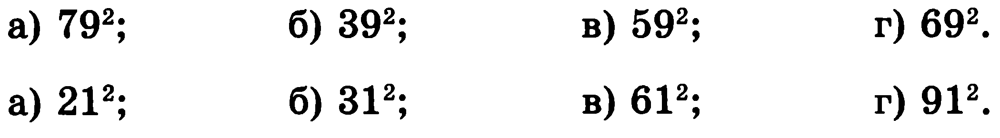 а) 79²; б) 39²; в) 59²; г) 69².
а) 21²; б) 31²; в) 61²; г) 91².